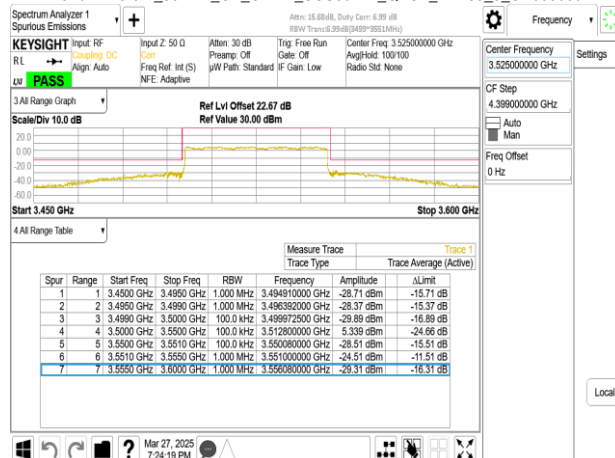 Spectrum Analyzer 1
Spurious Emissions
Attn: 15.68dB, Duty Corr: 6.99 dB
RBW Trans:6.99dB(3499~3551MHz)
Frequency
KEYSIGHT
RL
PASS
Input: RF
Coupling: DC
Align: Auto
Input Z: 50 Ω
Corr
Freq Ref: Int (S)
NFE: Adaptive
Atten: 30 dB
Preamp: Off
µW Path: Standard
Trig: Free Run
Gate: Off
IF Gain: Low
Center Freq: 3.525000000 GHz
Avg|Hold: 100/100
Radio Std: None
Center Frequency
3.525000000 GHz
Settings
CF Step
4.399000000 GHz
Auto
Man
Freq Offset
0 Hz
3 All Range Graph
Scale/Div 10.0 dB
Ref Lvl Offset 22.67 dB
Ref Value 30.00 dBm
20.0
0.00
-20.0
-40.0
-60.0
Start 3.450 GHz
Stop 3.600 GHz
4 All Range Table
Measure Trace Trace 1
Trace Type Trace Average (Active)
Spur Range Start Freq Stop Freq RBW Frequency Amplitude ΔLimit
1 1 3.4500 GHz 3.4950 GHz 1.000 MHz 3.494910000 GHz -28.71 dBm -15.71 dB
2 2 3.4950 GHz 3.4990 GHz 1.000 MHz 3.496392000 GHz -28.37 dBm -15.37 dB
3 3 3.4990 GHz 3.5000 GHz 100.0 kHz 3.499972500 GHz -29.89 dBm -16.89 dB
4 4 3.5000 GHz 3.5500 GHz 100.0 kHz 3.512800000 GHz 5.339 dBm -24.66 dB
5 5 3.5500 GHz 3.5510 GHz 100.0 kHz 3.550080000 GHz -28.51 dBm -15.51 dB
6 6 3.5510 GHz 3.5550 GHz 1.000 MHz 3.551000000 GHz -24.51 dBm -11.51 dB
7 7 3.5550 GHz 3.6000 GHz 1.000 MHz 3.556080000 GHz -29.31 dBm -16.31 dB
Local
Mar 27, 2025
7:24:19 PM